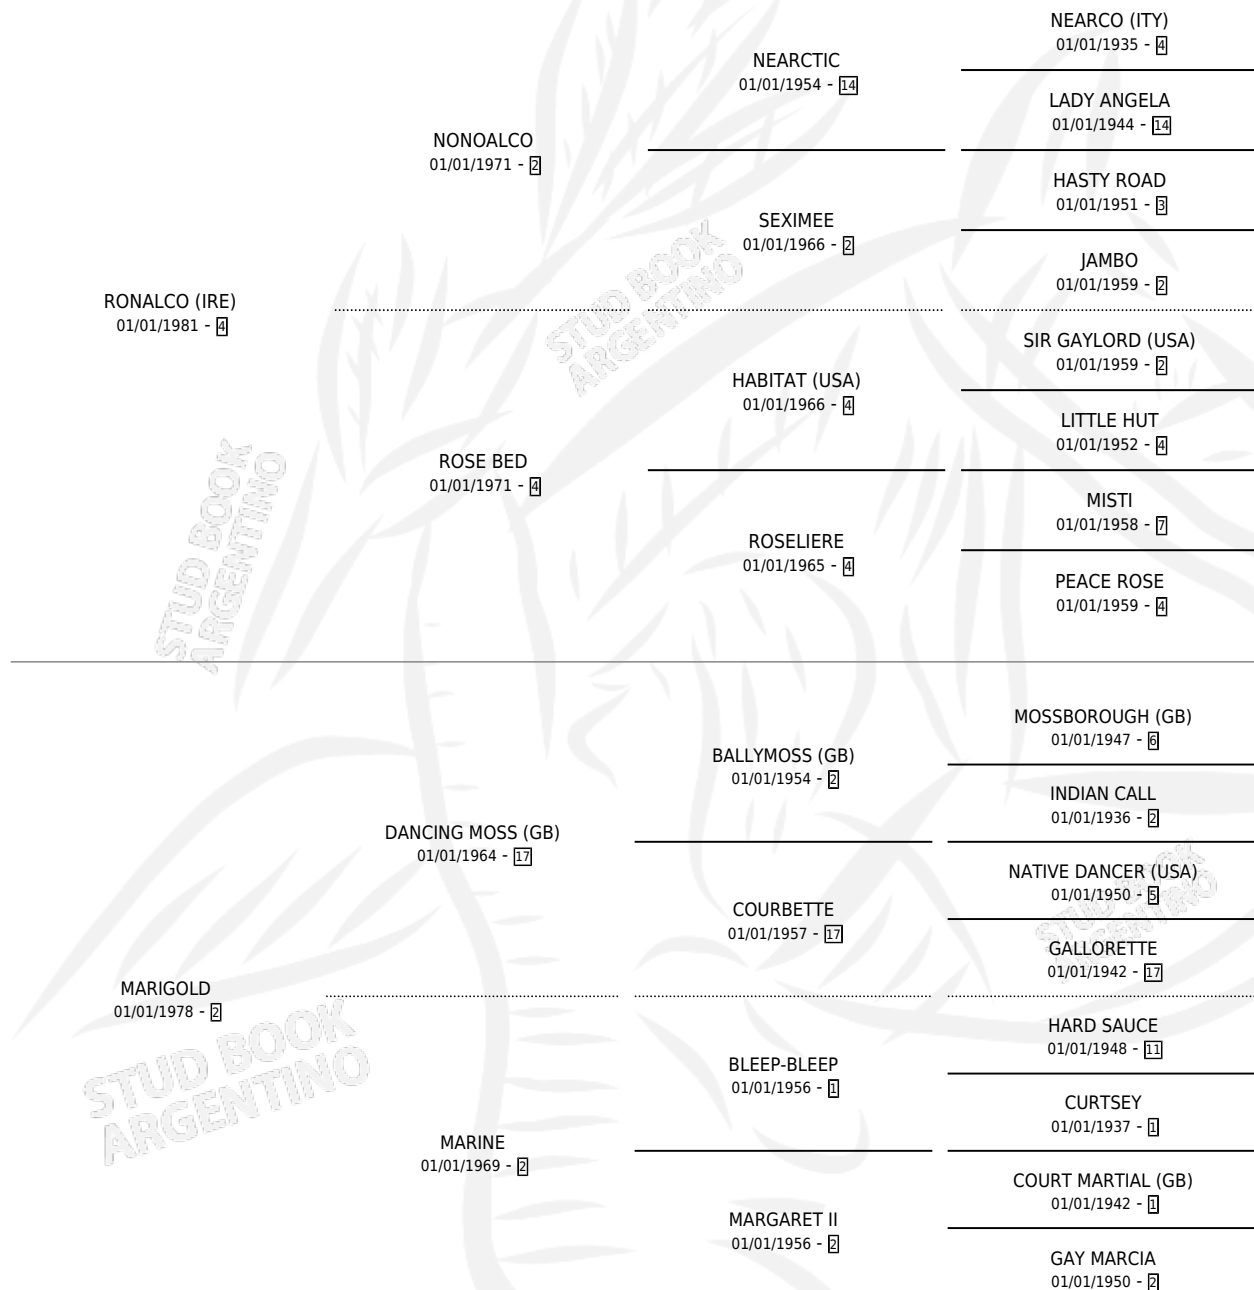 NEARCO (ITY)
01/01/1935 - 4
NEARCTIC
01/01/1954 - 14
LADY ANGELA
01/01/1944 - 14
NONOALCO
01/01/1971 - 2
HASTY ROAD
01/01/1951 - 3
SEXIMEE
01/01/1966 - 2
JAMBO
01/01/1959 - 2
RONALCO (IRE)
01/01/1981 - 4
SIR GAYLORD (USA)
01/01/1959 - 2
HABITAT (USA)
01/01/1966 - 4
LITTLE HUT
01/01/1952 - 4
ROSE BED
01/01/1971 - 4
MISTI
01/01/1958 - 7
ROSELIERE
01/01/1965 - 4
PEACE ROSE
01/01/1959 - 4
STUD BOOK
ARGENTINO
STUD BOOK
ARGENTINO
MOSSBOROUGH (GB)
01/01/1947 - 6
BALLYMOSS (GB)
01/01/1954 - 2
INDIAN CALL
01/01/1936 - 2
DANCING MOSS (GB)
01/01/1964 - 17
NATIVE DANCER (USA)
01/01/1950 - 5
COURBETTE
01/01/1957 - 17
GALLORETTE
01/01/1942 - 17
STUD BOOK
ARGENTINO
MARIGOLD
01/01/1978 - 2
HARD SAUCE
01/01/1948 - 11
BLEEP-BLEEP
01/01/1956 - 1
CURTSEY
01/01/1937 - 1
MARINE
01/01/1969 - 2
COURT MARTIAL (GB)
01/01/1942 - 1
MARGARET II
01/01/1956 - 2
GAY MARCIA
01/01/1950 - 2
STUD BOOK
ARGENTINO